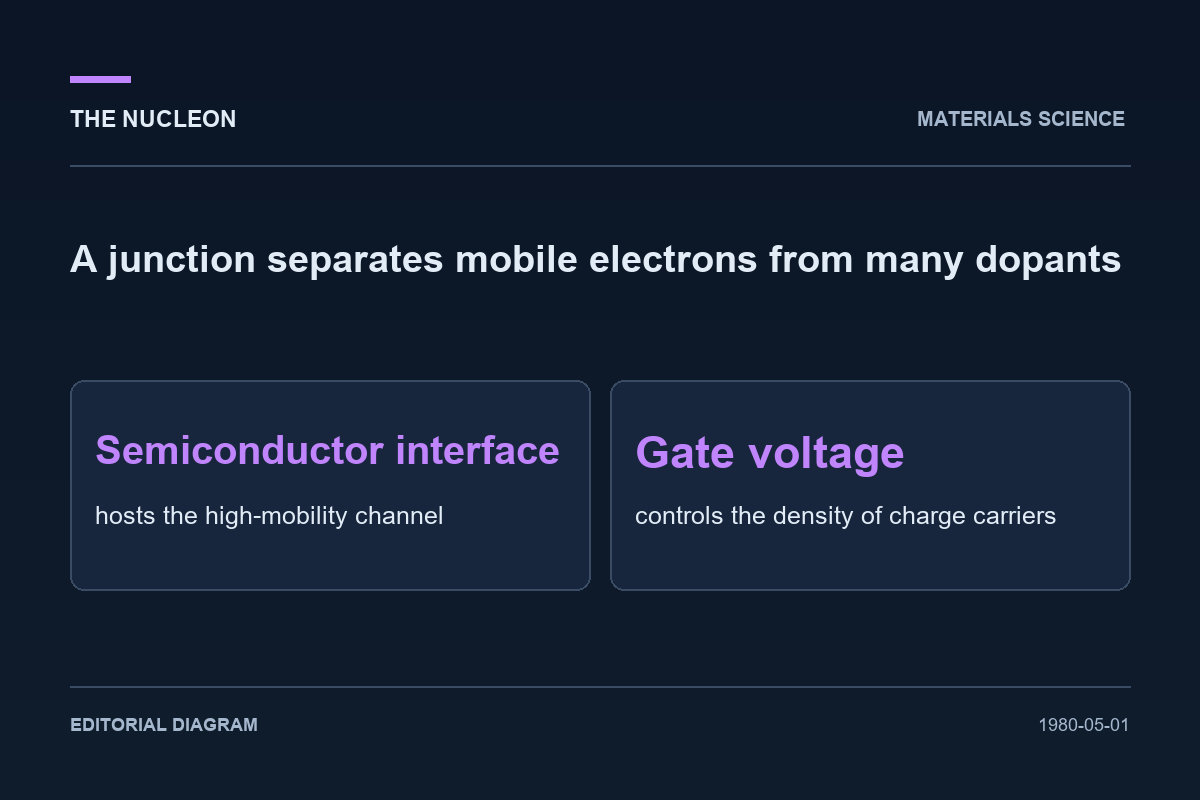 THE NUCLEON
MATERIALS SCIENCE
A junction separates mobile electrons from many dopants
Semiconductor interface
hosts the high-mobility channel
Gate voltage
controls the density of charge carriers
EDITORIAL DIAGRAM
1980-05-01